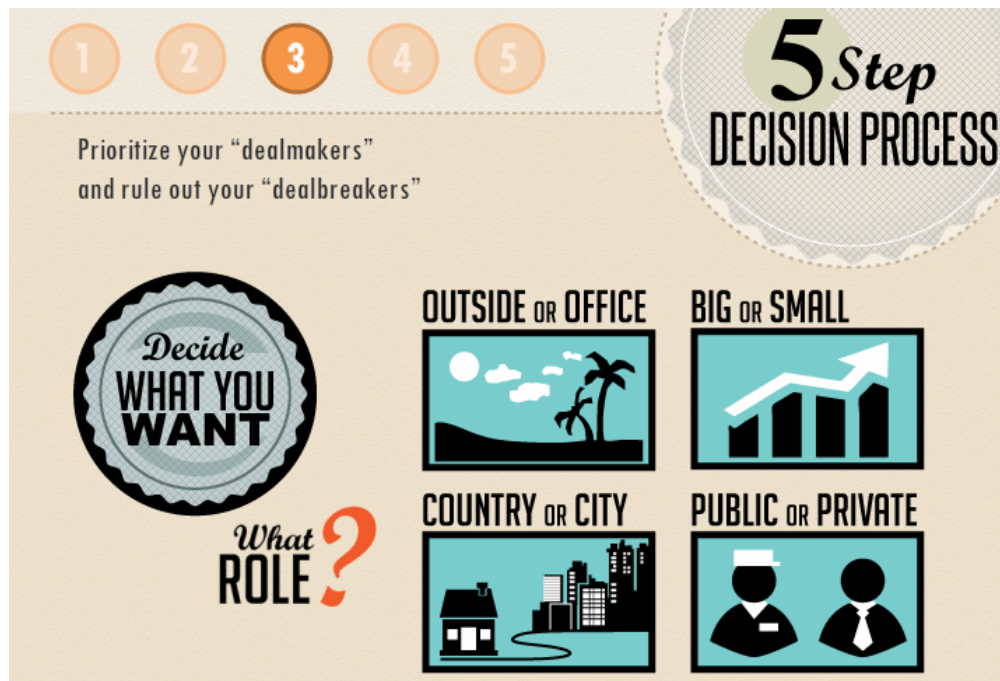 1 2 3 4 5
5 Step
DECISION PROCESS
Prioritize your “dealmakers”
and rule out your “dealbreakers”
Decide
WHAT YOU
WANT
What
ROLE ?
OUTSIDE OR OFFICE
BIG OR SMALL
COUNTRY OR CITY
PUBLIC OR PRIVATE